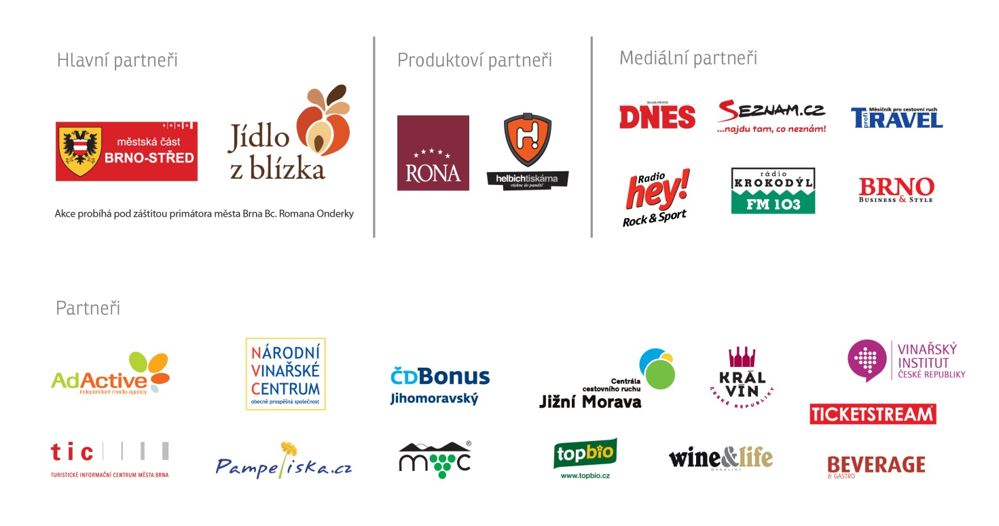 Hlavní partneři
BRNO
městská část
BRNO-STŘED
Jídlo
z blízka
Akce probíhá pod záštitou primátora města Brna Bc. Romana Onderky
Produktoví partneři
RONA
H
helbichtiskárna
vtiskne do paměti!
Mediální partneři
MLADÁ FRONTA
DNES
SEZNAM.CZ
...najdu tam, co neznám!
Měsíčník pro cestovní ruch
profi
TRAVEL
Radio
hey!
Rock & Sport
rádio
KROKODÝL
FM 103
BRNO
BUSINESS & STYLE
Partneři
AdActive
independent media agency
NÁRODNÍ
VINAŘSKÉ
CENTRUM
obecně prospěšná společnost
ČDBonus
Jihomoravský
Centrála
cestovního ruchu
Jižní Morava
KRÁL
VÍN
ČESKÉ REPUBLIKY
VINAŘSKÝ
INSTITUT
ČESKÉ REPUBLIKY
TICKETSTREAM
tic
TURISTICKÉ INFORMAČNÍ CENTRUM MĚSTA BRNA
Pampeliska.cz
mvc®
topbio
www.topbio.cz
wine&life
MAGAZINE
BEVERAGE
& GASTRO